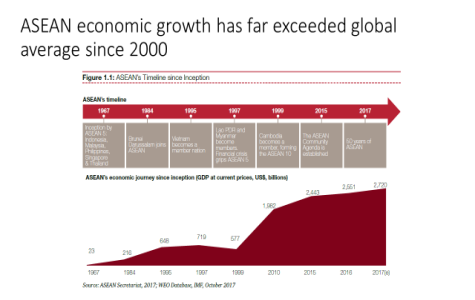 ASEAN economic growth has far exceeded global
average since 2000
Figure 1.1: ASEAN's Timeline since Inception
ASEAN's timeline
1967 1984 1995 1997 1999 2015 2017
Inception by
ASEAN 5:
Indonesia,
Malaysia,
Philippines,
Singapore
& Thailand
Brunei
Darussalam joins
ASEAN
Vietnam
becomes a
member nation
Lao PDR and
Myanmar
become
members
Financial crisis
grips ASEAN 5
Cambodia
becomes a
member, forming
the ASEAN 10
The ASEAN
Community
Agenda is
established
50 years of
ASEAN
ASEAN's economic journey since inception (GDP at current prices, US$, billions)
23 216 648 719 577 1,982 2,443 2,551 2,720
1967 1984 1995 1997 1999 2010 2015 2016 2017(e)
Source: ASEAN Secretariat, 2017; WEO Database, IMF, October 2017